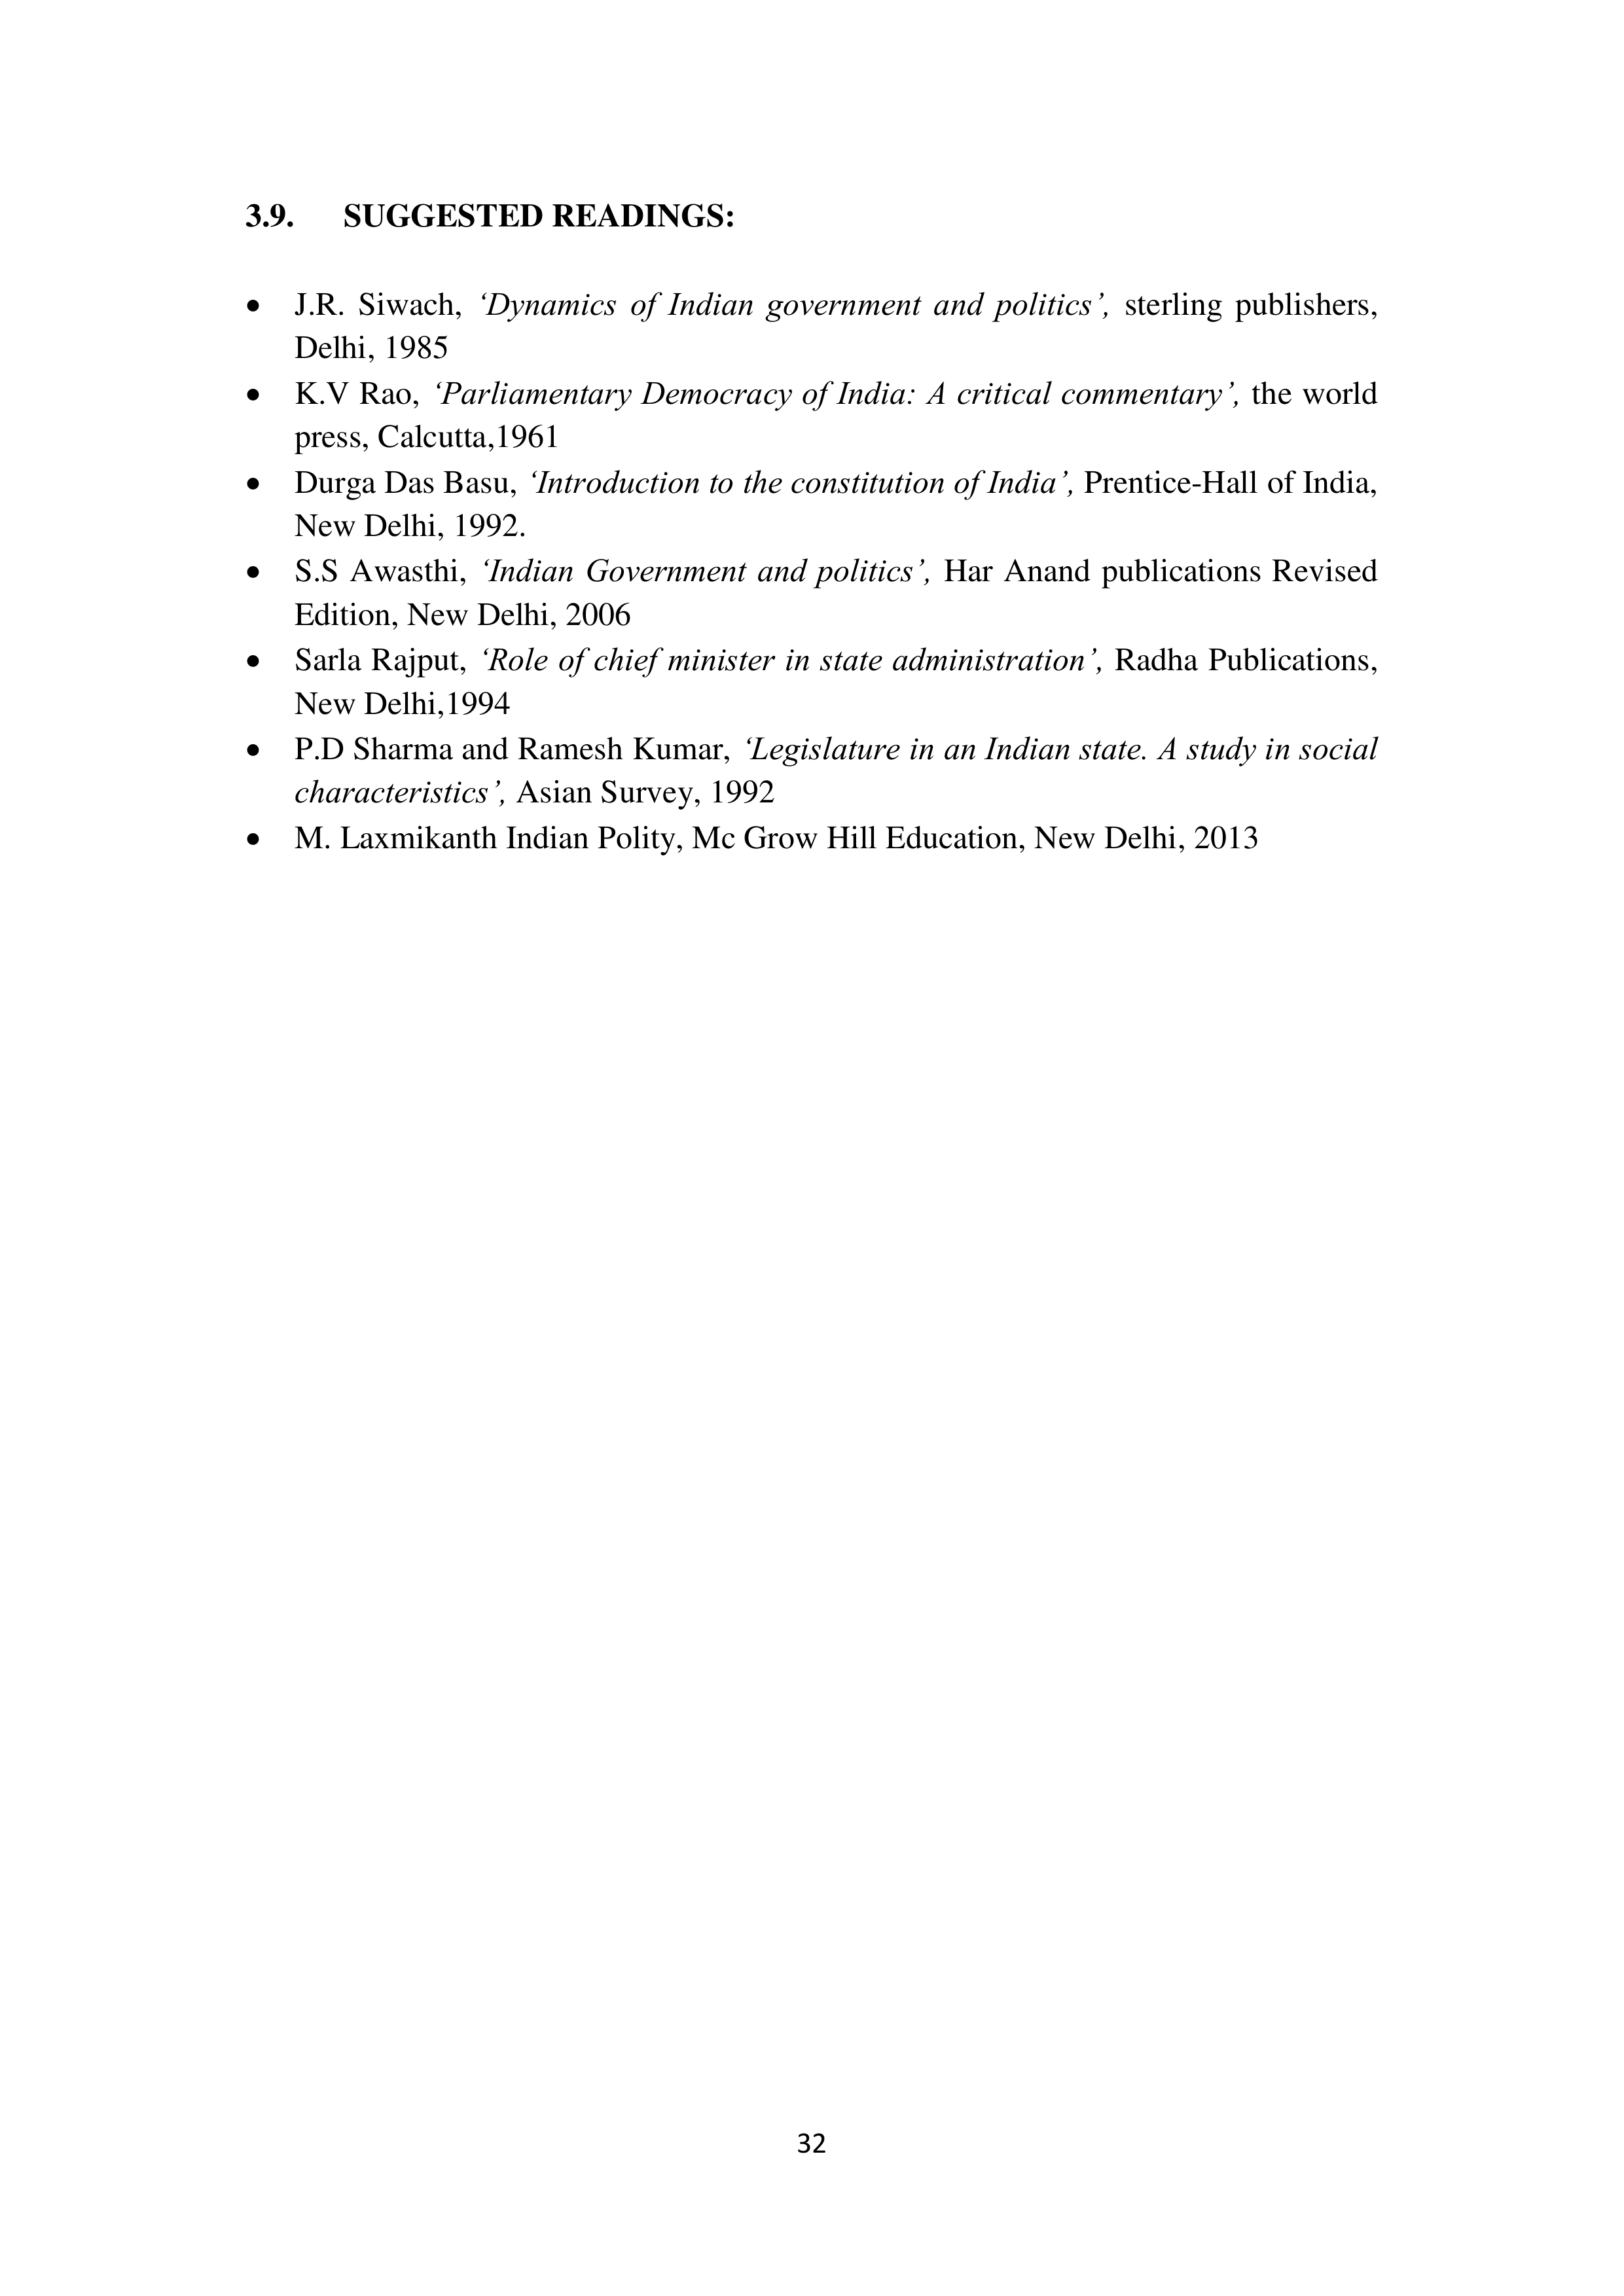 3.9. SUGGESTED READINGS:
• J.R. Siwach, ‘Dynamics of Indian government and politics’, sterling publishers,
Delhi, 1985
• K.V Rao, ‘Parliamentary Democracy of India: A critical commentary’, the world
press, Calcutta,1961
• Durga Das Basu, ‘Introduction to the constitution of India’, Prentice-Hall of India,
New Delhi, 1992.
• S.S Awasthi, ‘Indian Government and politics’, Har Anand publications Revised
Edition, New Delhi, 2006
• Sarla Rajput, ‘Role of chief minister in state administration’, Radha Publications,
New Delhi,1994
• P.D Sharma and Ramesh Kumar, ‘Legislature in an Indian state. A study in social
characteristics’, Asian Survey, 1992
• M. Laxmikanth Indian Polity, Mc Grow Hill Education, New Delhi, 2013
32